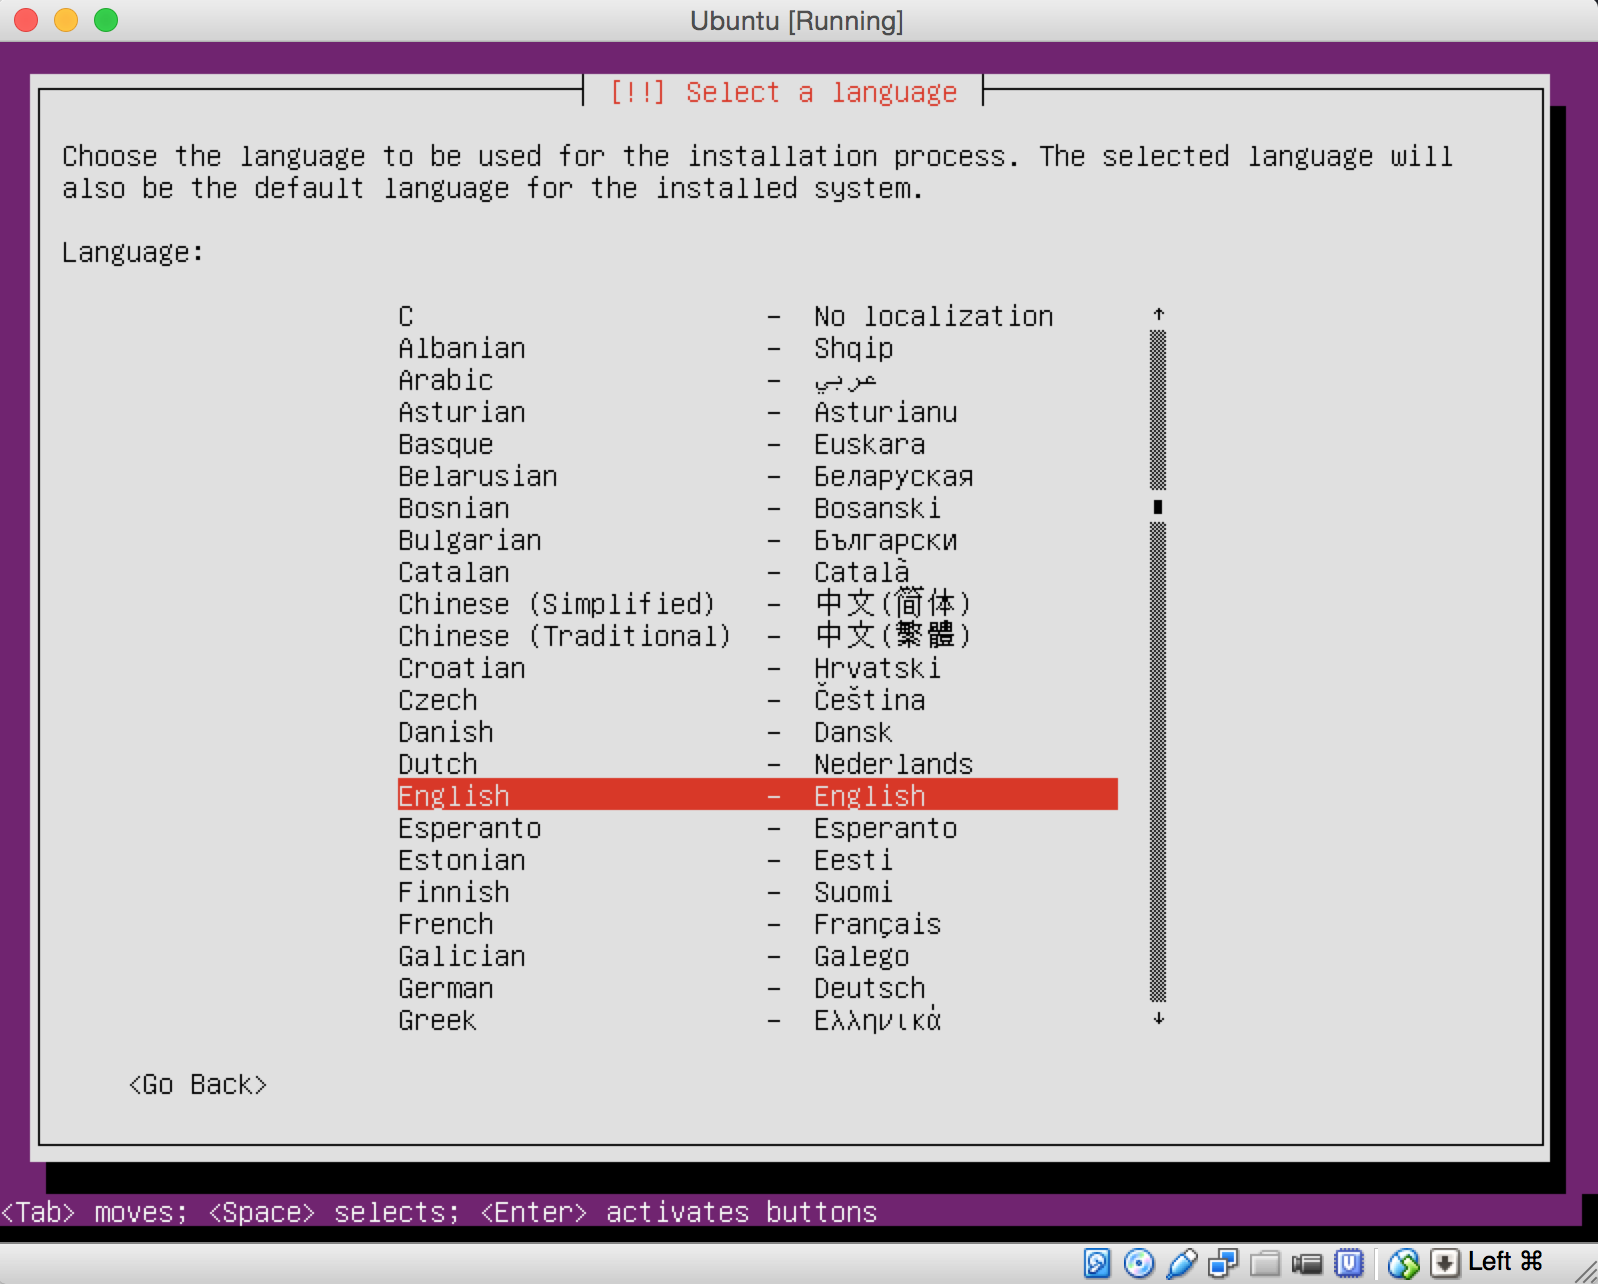 Ubuntu [Running]
[!!] Select a language
Choose the language to be used for the installation process. The selected language will
also be the default language for the installed system.
Language:
C - No localization
Albanian - Shqip
Arabic - عربي
Asturian - Asturianu
Basque - Euskara
Belarusian - Беларуская
Bosnian - Bosanski
Bulgarian - Български
Catalan - Català
Chinese (Simplified) - 中文(简体)
Chinese (Traditional) - 中文(繁體)
Croatian - Hrvatski
Czech - Čeština
Danish - Dansk
Dutch - Nederlands
English - English
Esperanto - Esperanto
Estonian - Eesti
Finnish - Suomi
French - Français
Galician - Galego
German - Deutsch
Greek - Ελληνικά
<Go Back>
<Tab> moves; <Space> selects; <Enter> activates buttons
Left ⌘